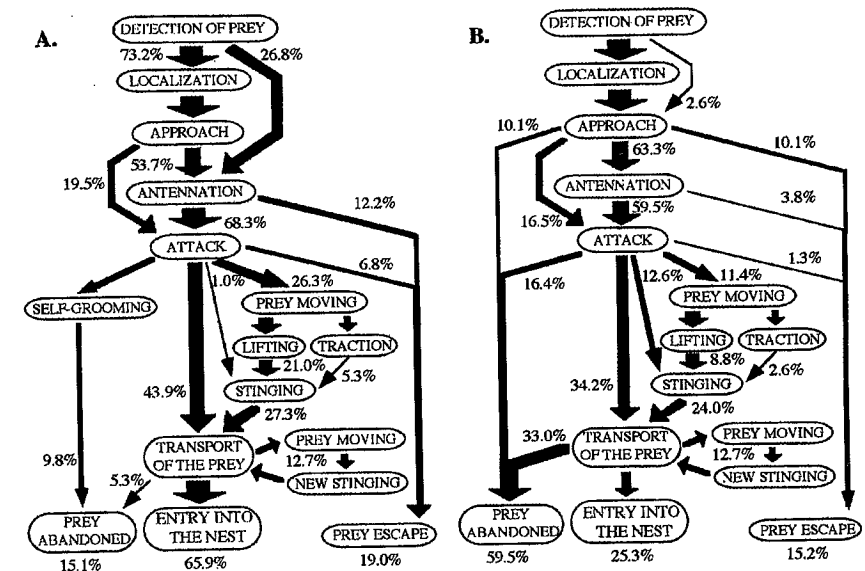 A.
DETECTION OF PREY
73.2%
26.8%
LOCALIZATION
APPROACH
53.7%
19.5%
ANTENNATION
12.2%
68.3%
ATTACK
6.8%
1.0%
26.3%
SELF-GROOMING
PREY MOVING
LIFTING
TRACTION
21.0%
5.3%
STINGING
43.9%
27.3%
TRANSPORT
OF THE PREY
PREY MOVING
12.7%
NEW STINGING
9.8%
5.3%
PREY
ABANDONED
ENTRY INTO
THE NEST
PREY ESCAPE
15.1%
65.9%
19.0%
B.
DETECTION OF PREY
LOCALIZATION
2.6%
10.1%
APPROACH
10.1%
63.3%
ANTENNATION
3.8%
16.5%
59.5%
ATTACK
1.3%
16.4%
12.6%
11.4%
PREY MOVING
LIFTING
TRACTION
8.8%
2.6%
STINGING
34.2%
24.0%
33.0%
TRANSPORT
OF THE PREY
PREY MOVING
12.7%
NEW STINGING
PREY
ABANDONED
ENTRY INTO
THE NEST
PREY ESCAPE
59.5%
25.3%
15.2%